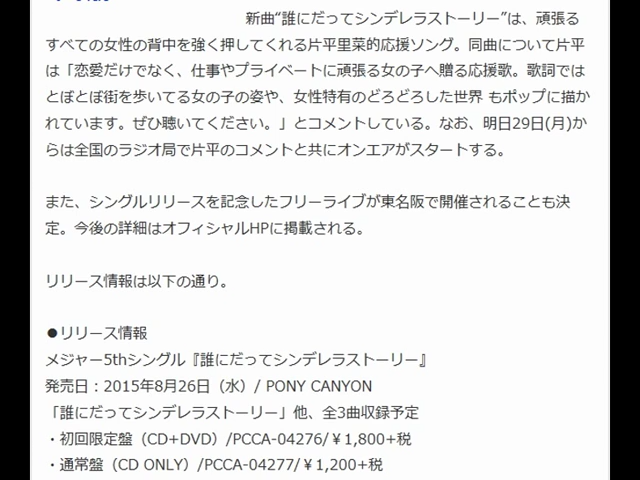 新曲“誰にだってシンデレラストーリー”は、頑張る
すべての女性の背中を強く押してくれる片平里菜的応援ソング。同曲について片平
は「恋愛だけでなく、仕事やプライベートに頑張る女の子へ贈る応援歌。歌詞では
とぼとぼ街を歩いてる女の子の姿や、女性特有のどろどろした世界 もポップに描か
れています。ぜひ聴いてください。」とコメントしている。なお、明日29日(月)か
らは全国のラジオ局で片平のコメントと共にオンエアがスタートする。
また、シングルリリースを記念したフリーライブが東名阪で開催されることも決
定。今後の詳細はオフィシャルHPに掲載される。
リリース情報は以下の通り。
●リリース情報
メジャー5thシングル『誰にだってシンデレラストーリー』
発売日：2015年8月26日（水）/ PONY CANYON
「誰にだってシンデレラストーリー」他、全3曲収録予定
・初回限定盤（CD+DVD）/PCCA-04276/￥1,800+税
・通常盤（CD ONLY）/PCCA-04277/￥1,200+税